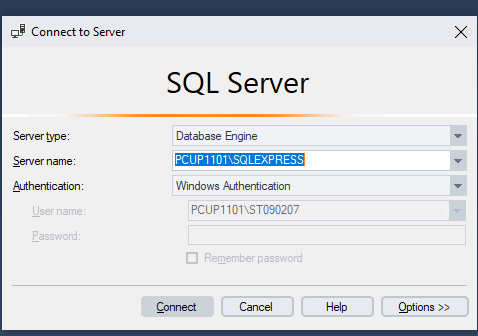 Connect to Server
SQL Server
Server type: Database Engine
Server name: PCUP1101\SQLEXPRESS
Authentication: Windows Authentication
User name: PCUP1101\ST090207
Password:
Remember password
Connect Cancel Help Options >>